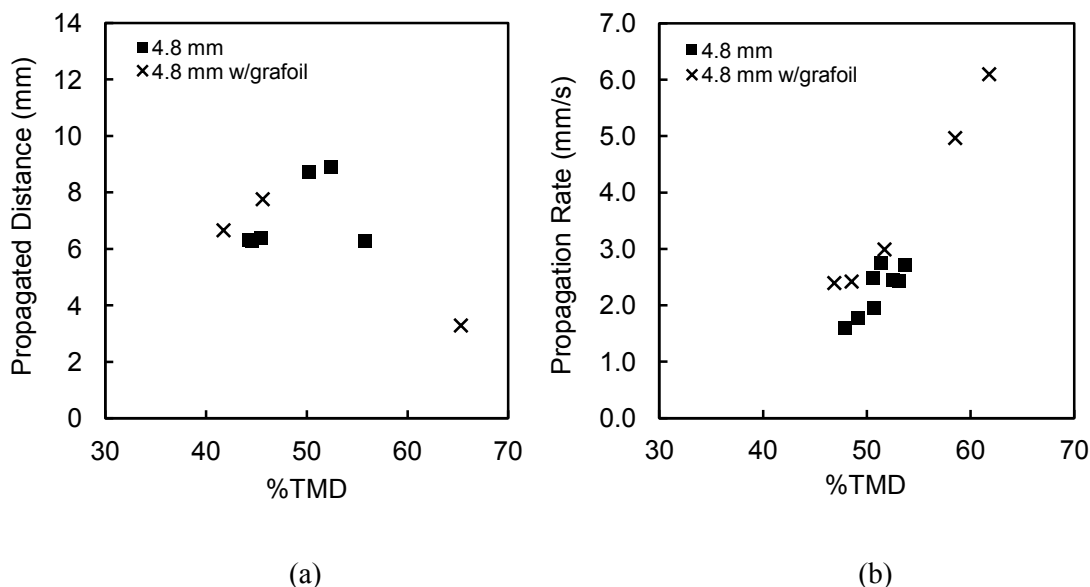 14
12
10
8
6
4
2
0
Propagated Distance (mm)
4.8 mm
4.8 mm w/grafoil
30 40 50 60 70
%TMD
(a)
7.0
6.0
5.0
4.0
3.0
2.0
1.0
0.0
Propagation Rate (mm/s)
4.8 mm
4.8 mm w/grafoil
30 40 50 60 70
%TMD
(b)